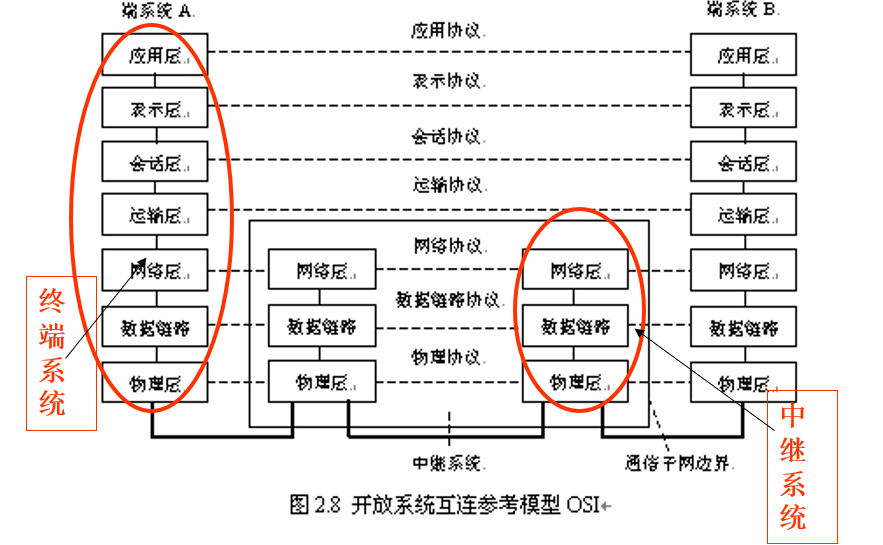 端系统 A.
端系统 B.
应用协议.
应用层
应用层
表示协议.
表示层
表示层
会话协议.
会话层
会话层
运输协议.
运输层
运输层
网络协议.
网络层
网络层
网络层
网络层
数据链路协议.
数据链路
数据链路
数据链路
数据链路
物理协议.
物理层
物理层
物理层
物理层
终
端
系
统
中
继
系
统
中继系统.
通信子网边界.
图 2.8 开放系统互连参考模型 OSI